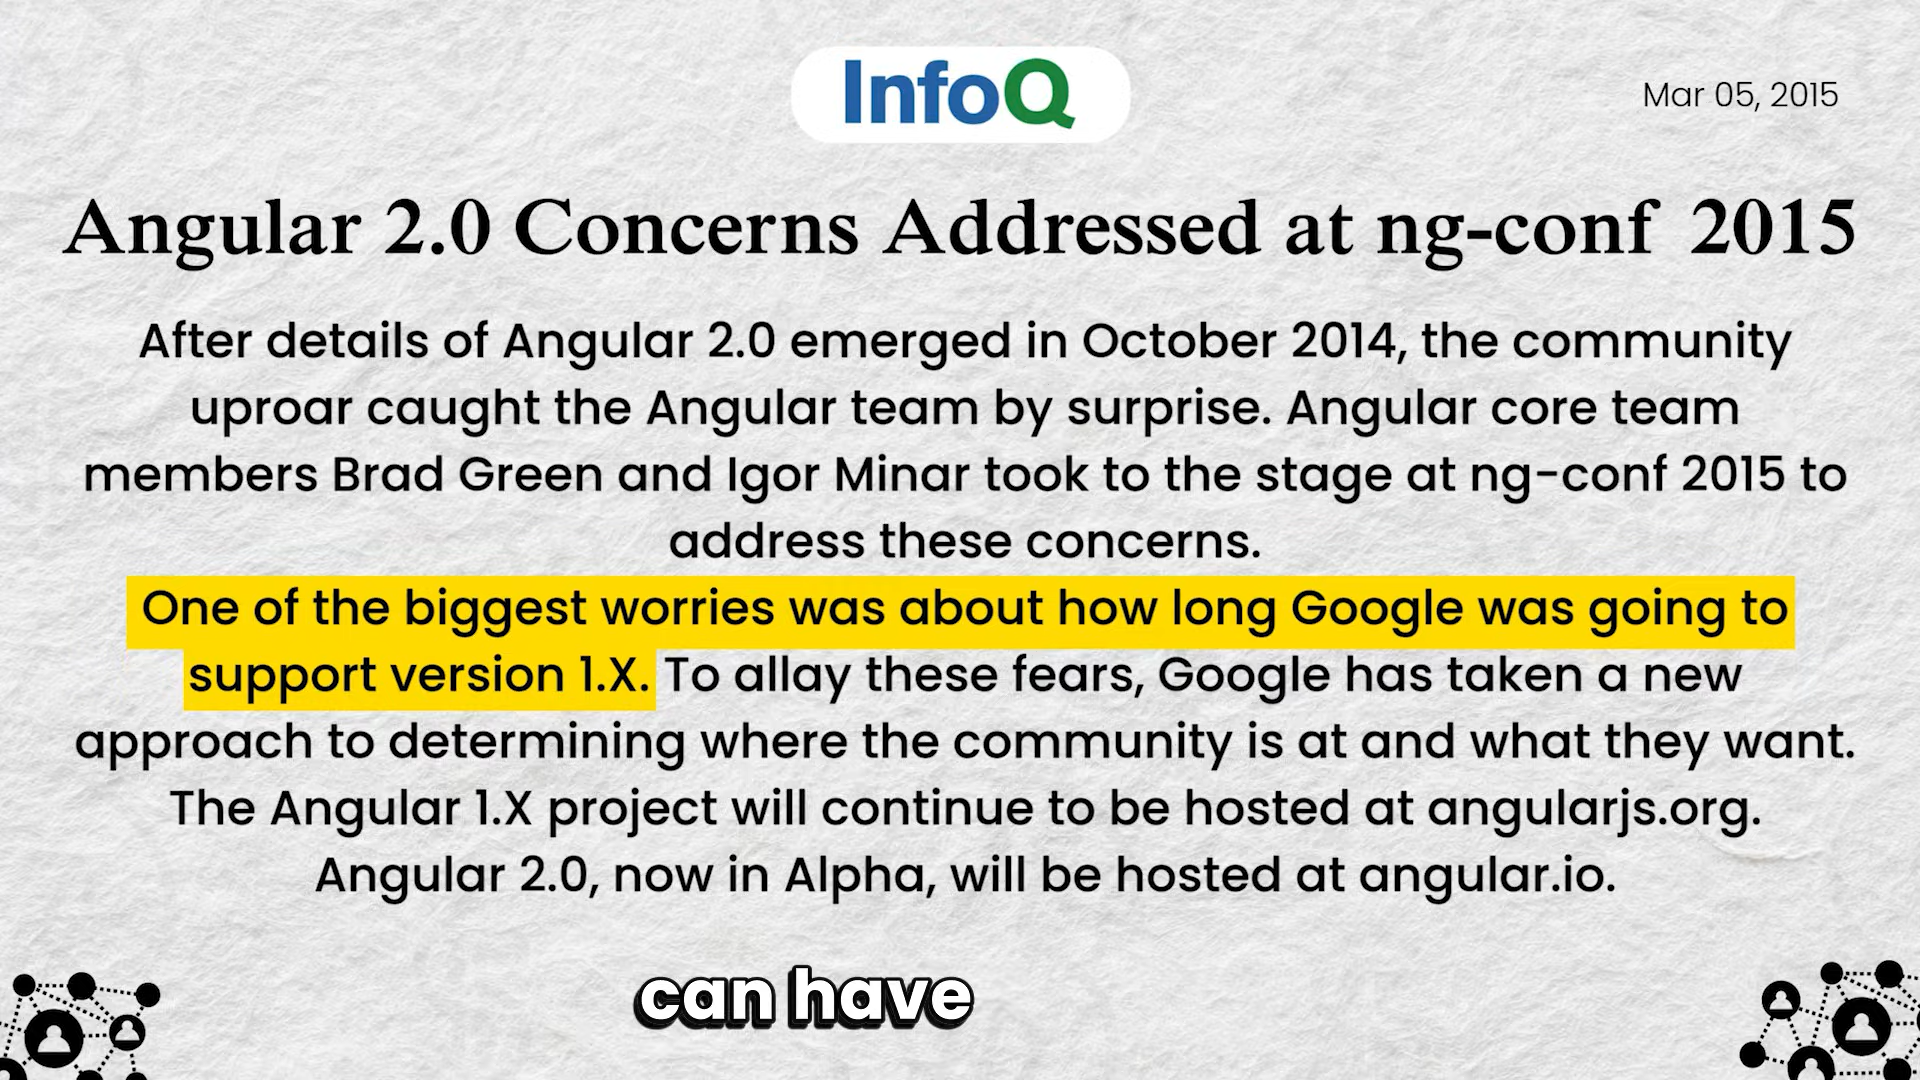 InfoQ
Mar 05, 2015
Angular 2.0 Concerns Addressed at ng-conf 2015
After details of Angular 2.0 emerged in October 2014, the community
uproar caught the Angular team by surprise. Angular core team
members Brad Green and Igor Minar took to the stage at ng-conf 2015 to
address these concerns.
One of the biggest worries was about how long Google was going to
support version 1.X. To allay these fears, Google has taken a new
approach to determining where the community is at and what they want.
The Angular 1.X project will continue to be hosted at angularjs.org.
Angular 2.0, now in Alpha, will be hosted at angular.io.
can have